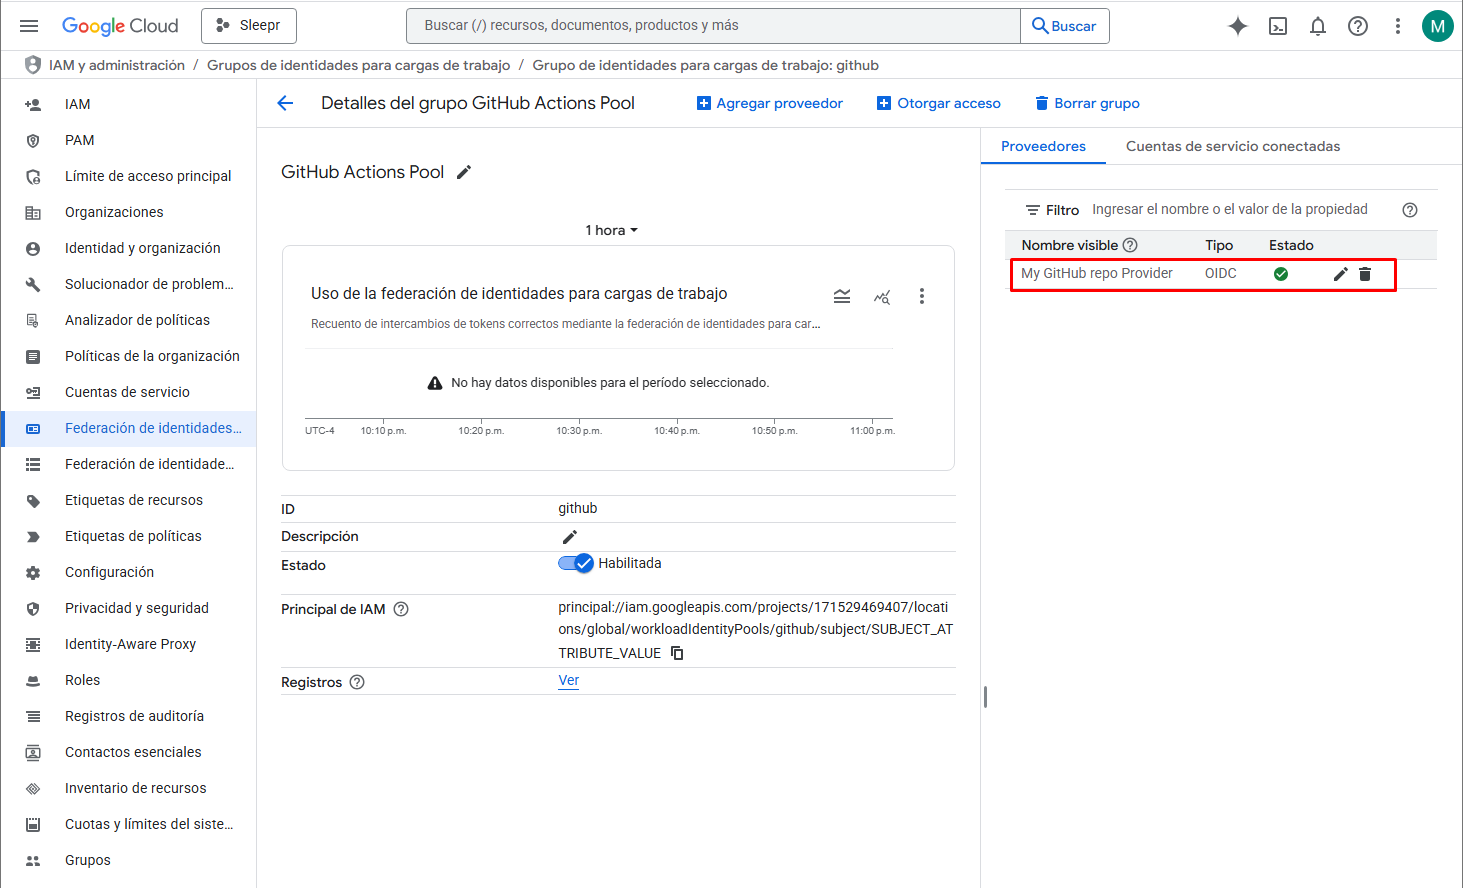 Google Cloud
Sleepr
Buscar (/) recursos, documentos, productos y más
Buscar
M
IAM y administración / Grupos de identidades para cargas de trabajo / Grupo de identidades para cargas de trabajo: github
IAM
PAM
Límite de acceso principal
Organizaciones
Identidad y organización
Solucionador de problem...
Analizador de políticas
Políticas de la organización
Cuentas de servicio
Federación de identidades...
Federación de identidade...
Etiquetas de recursos
Etiquetas de políticas
Configuración
Privacidad y seguridad
Identity-Aware Proxy
Roles
Registros de auditoría
Contactos esenciales
Inventario de recursos
Cuotas y límites del siste...
Grupos
Detalles del grupo GitHub Actions Pool
Agregar proveedor
Otorgar acceso
Borrar grupo
GitHub Actions Pool
1 hora
Uso de la federación de identidades para cargas de trabajo
Recuento de intercambios de tokens correctos mediante la federación de identidades para car...
No hay datos disponibles para el período seleccionado.
UTC-4 10:10 p.m. 10:20 p.m. 10:30 p.m. 10:40 p.m. 10:50 p.m. 11:00 p.m.
ID github
Descripción
Estado Habilitada
Principal de IAM principal://iam.googleapis.com/projects/171529469407/locati
ons/global/workloadIdentityPools/github/subject/SUBJECT_AT
TRIBUTE_VALUE
Registros Ver
Proveedores Cuentas de servicio conectadas
Filtro Ingresar el nombre o el valor de la propiedad
Nombre visible Tipo Estado
My GitHub repo Provider OIDC